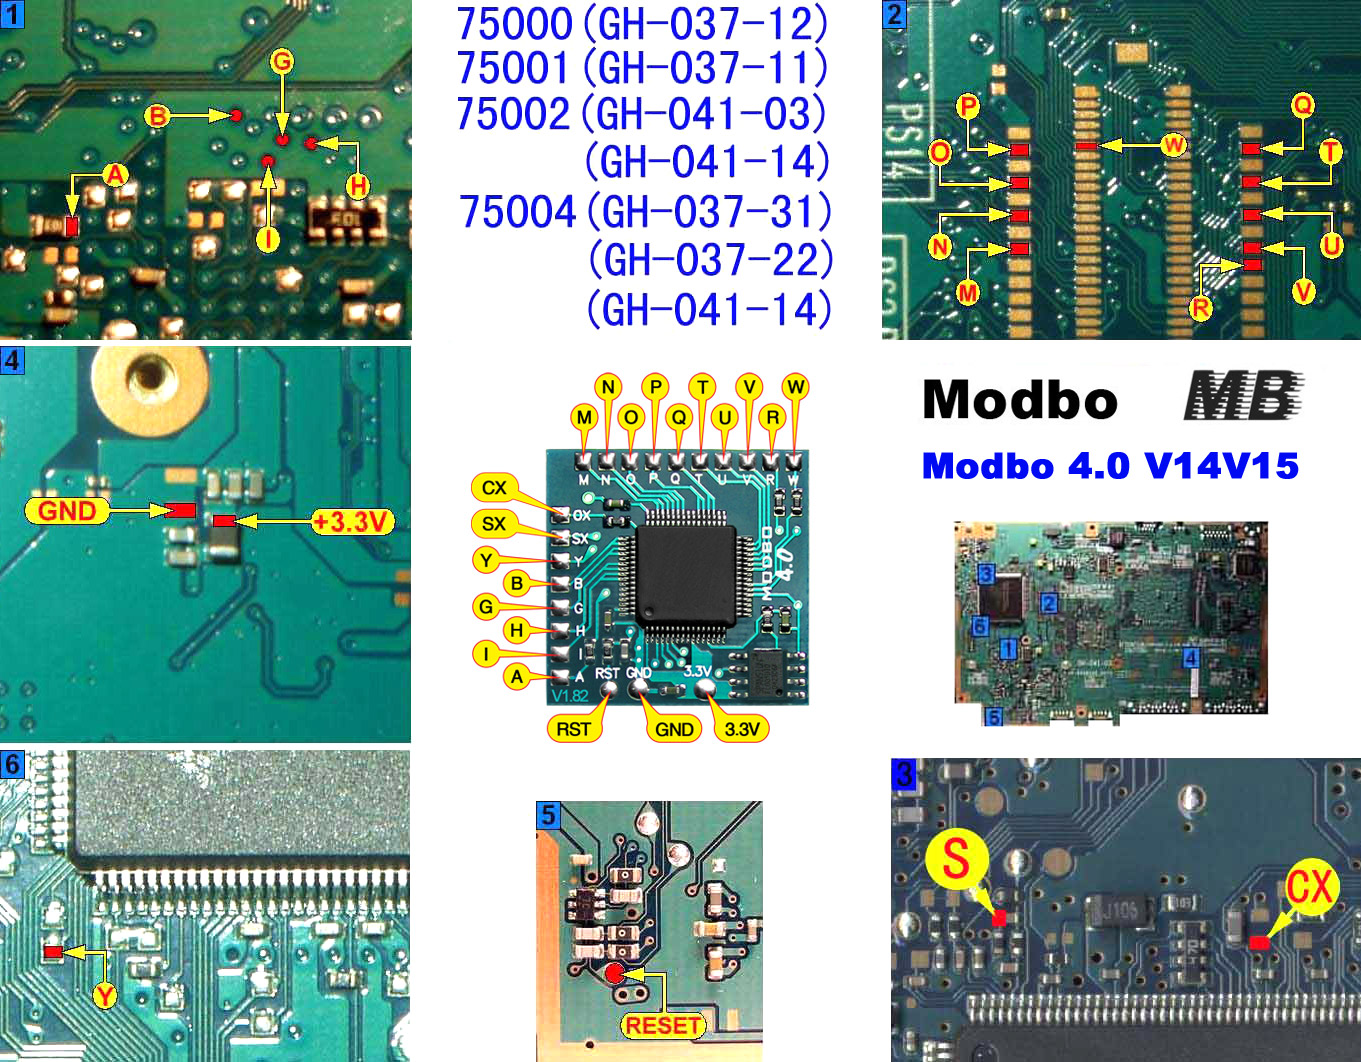 1
G
B
A
H
I
75000(GH-037-12)
75001(GH-037-11)
75002(GH-041-03)
(GH-041-14)
75004(GH-037-31)
(GH-037-22)
(GH-041-14)
2
PS14
P
O
N
M
W
Q
T
U
V
R
4
GND
+3.3V
N P T V W
M O Q U R
M N O P Q T U V R W
CX
SX
Y
B
G
H
I
A
CX
SX
Y
B
G
H
I
A
MODBO
4.0
RST GND 3.3V
V1.82
RST GND 3.3V
Modbo MB
Modbo 4.0 V14V15
3
2
6
1
4
5
6
Y
5
RESET
3
S
CX
J106